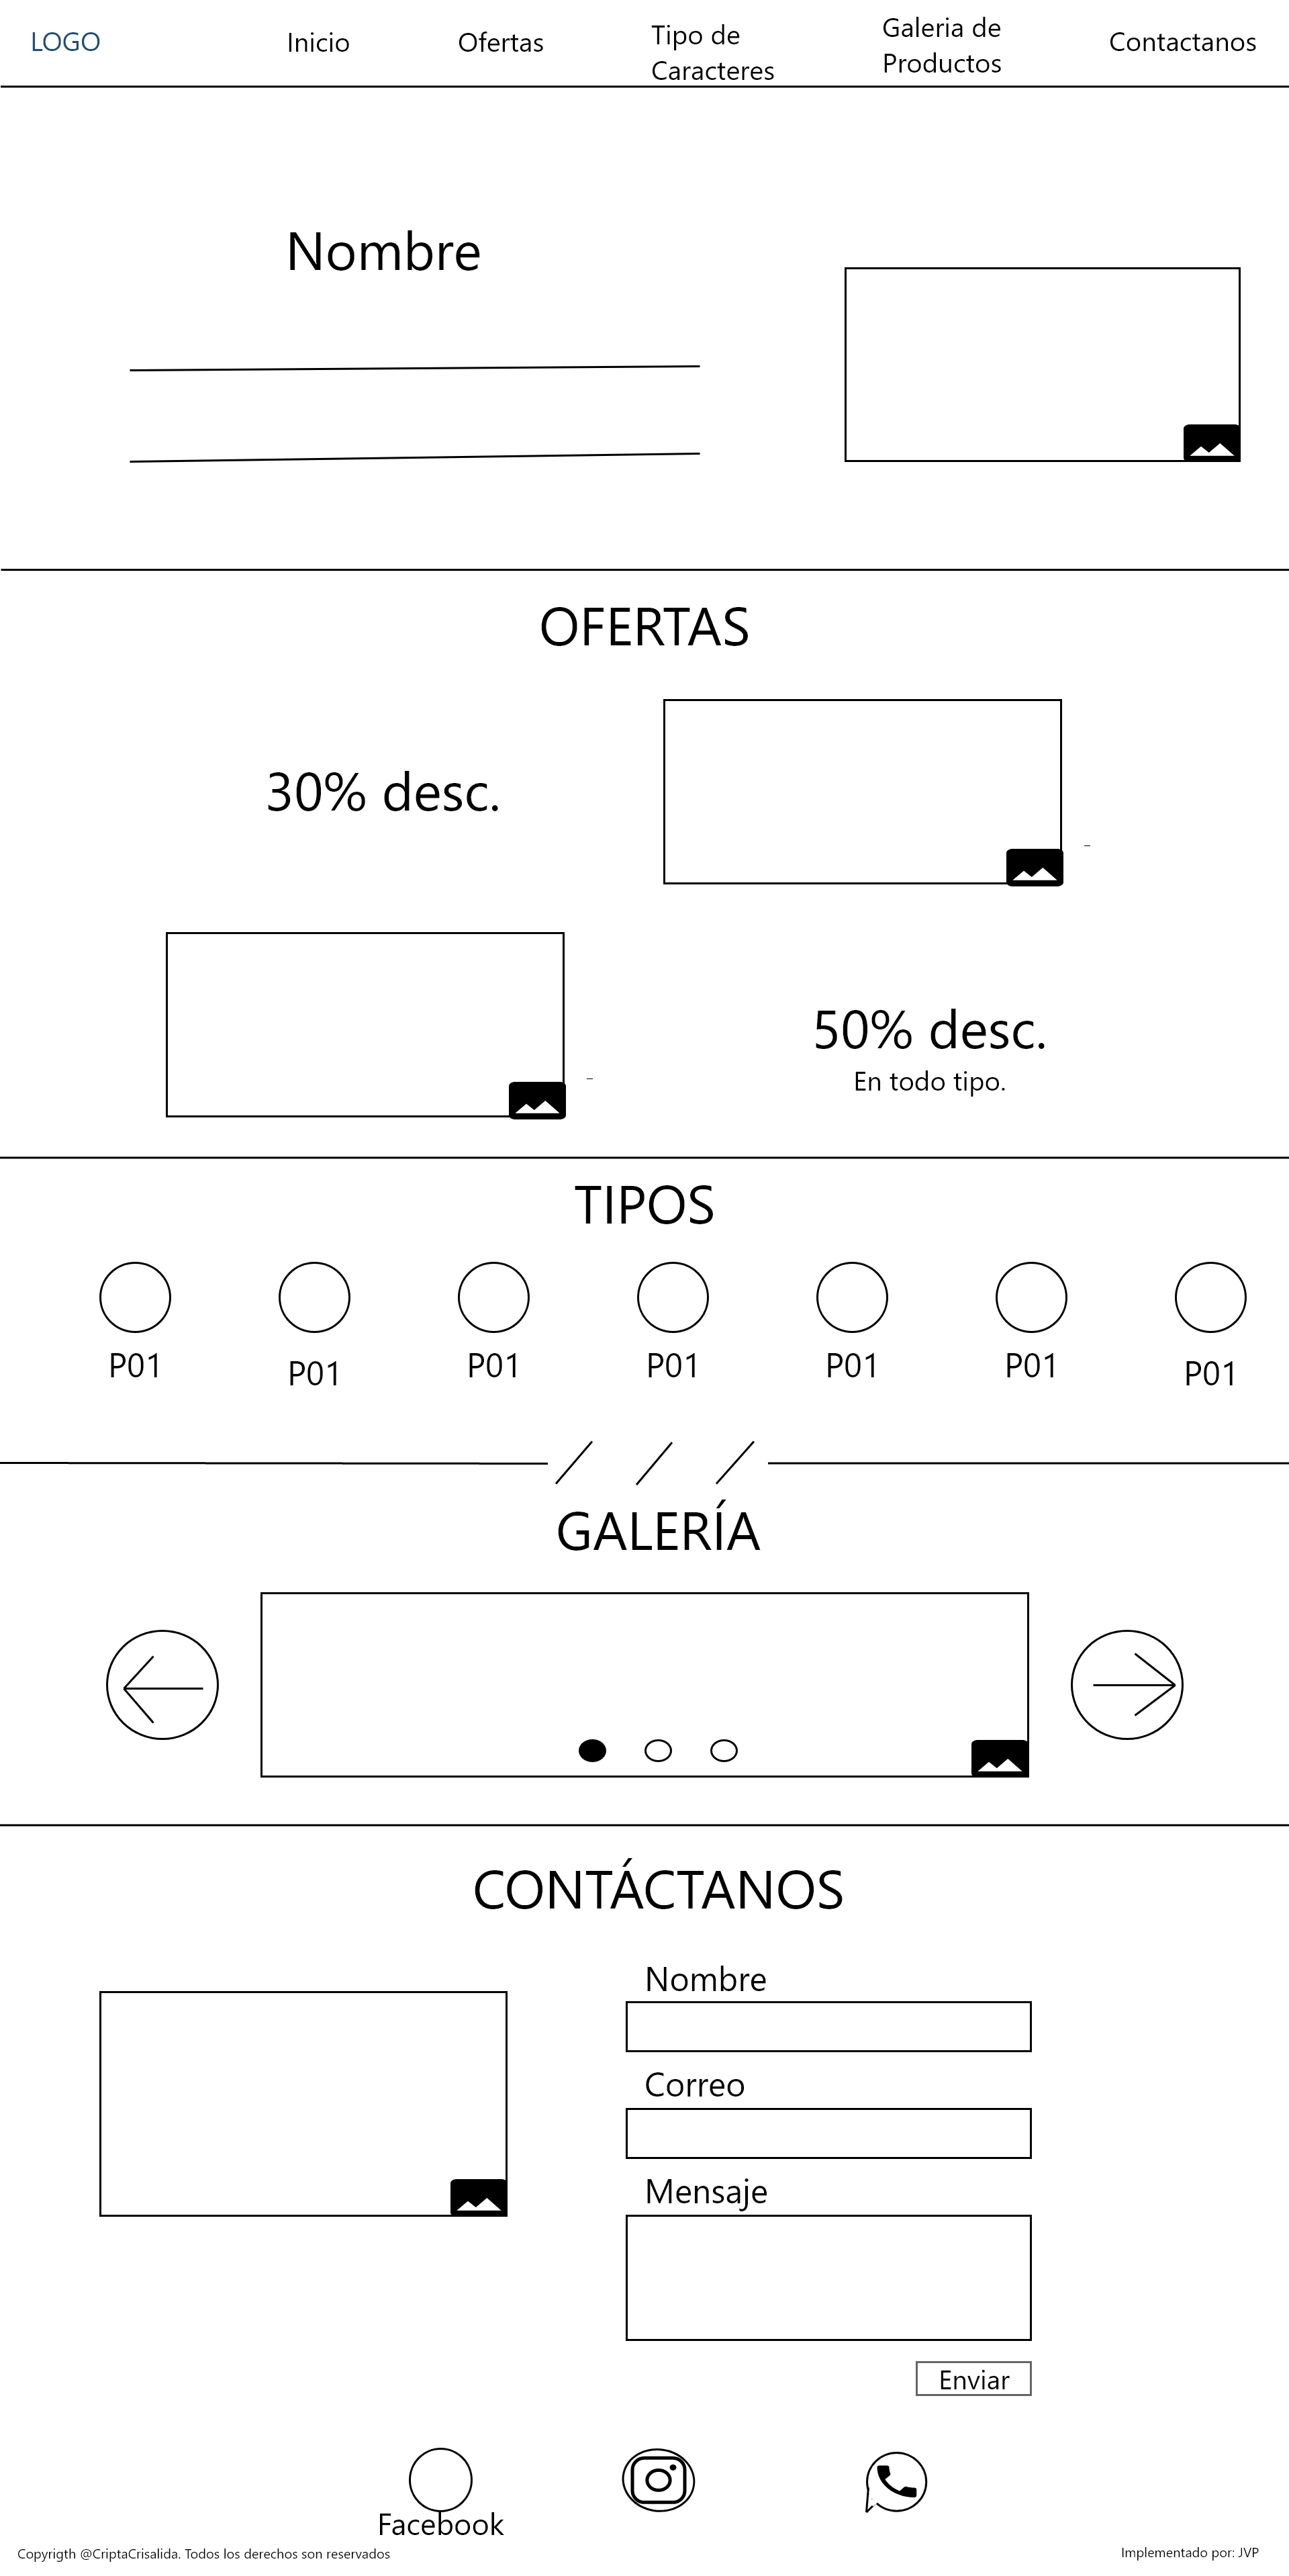 LOGO
Inicio
Ofertas
Tipo de
Caracteres
Galeria de
Productos
Contactanos
Nombre
OFERTAS
30% desc.
50% desc.
En todo tipo.
TIPOS
P01
P01
P01
P01
P01
P01
P01
GALERÍA
CONTÁCTANOS
Nombre
Correo
Mensaje
Enviar
Facebook
Copyrigth @CriptaCrisalida. Todos los derechos son reservados
Implementado por: JVP